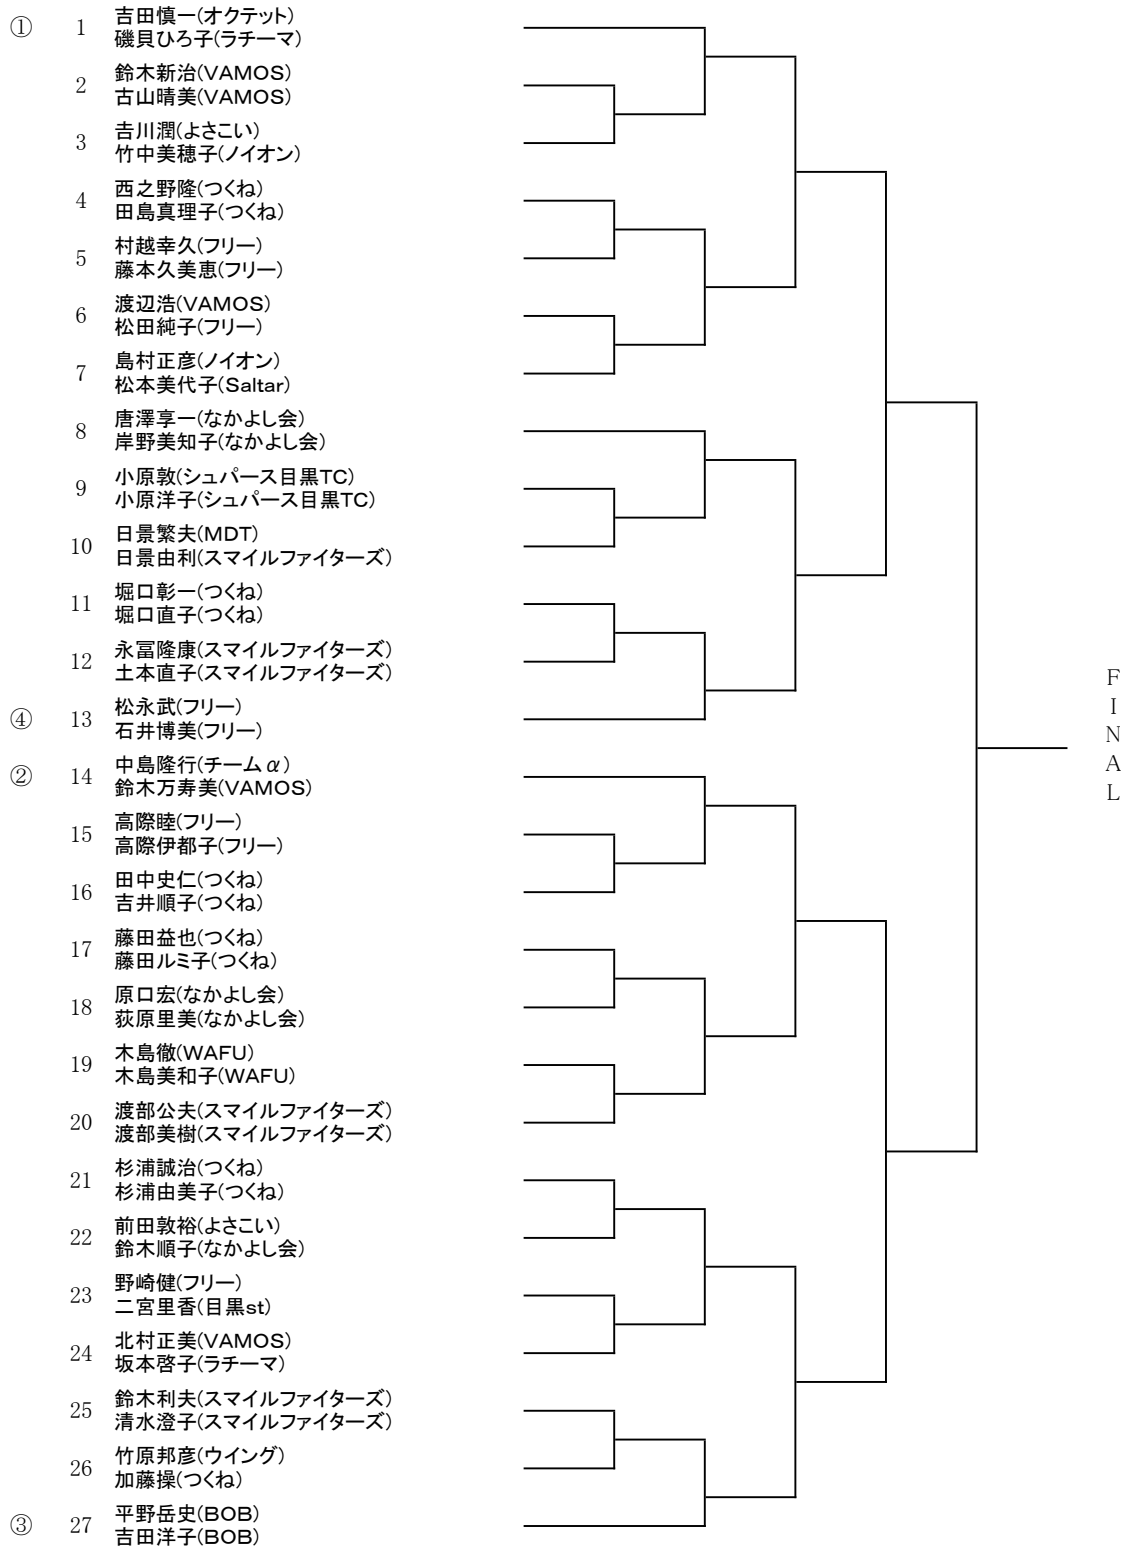 ① 1 吉田慎一(オクテット)
磯貝ひろ子(ラチーマ)
2 鈴木新治(VAMOS)
古山晴美(VAMOS)
3 吉川潤(よさこい)
竹中美穂子(ノイオン)
4 西之野隆(つくね)
田島真理子(つくね)
5 村越幸久(フリー)
藤本久美恵(フリー)
6 渡辺浩(VAMOS)
松田純子(フリー)
7 島村正彦(ノイオン)
松本美代子(Saltar)
8 唐澤享一(なかよし会)
岸野美知子(なかよし会)
9 小原敦(シュパース目黒TC)
小原洋子(シュパース目黒TC)
10 日景繁夫(MDT)
日景由利(スマイルファイターズ)
11 堀口彰一(つくね)
堀口直子(つくね)
12 永冨隆康(スマイルファイターズ)
土本直子(スマイルファイターズ)
④ 13 松永武(フリー)
石井博美(フリー)
② 14 中島隆行(チームα)
鈴木万寿美(VAMOS)
15 高際睦(フリー)
高際伊都子(フリー)
16 田中史仁(つくね)
吉井順子(つくね)
17 藤田益也(つくね)
藤田ルミ子(つくね)
18 原口宏(なかよし会)
荻原里美(なかよし会)
19 木島徹(WAFU)
木島美和子(WAFU)
20 渡部公夫(スマイルファイターズ)
渡部美樹(スマイルファイターズ)
21 杉浦誠治(つくね)
杉浦由美子(つくね)
22 前田敦裕(よさこい)
鈴木順子(なかよし会)
23 野崎健(フリー)
二宮里香(目黒st)
24 北村正美(VAMOS)
坂本啓子(ラチーマ)
25 鈴木利夫(スマイルファイターズ)
清水澄子(スマイルファイターズ)
26 竹原邦彦(ウイング)
加藤操(つくね)
③ 27 平野岳史(BOB)
吉田洋子(BOB)
FINAL